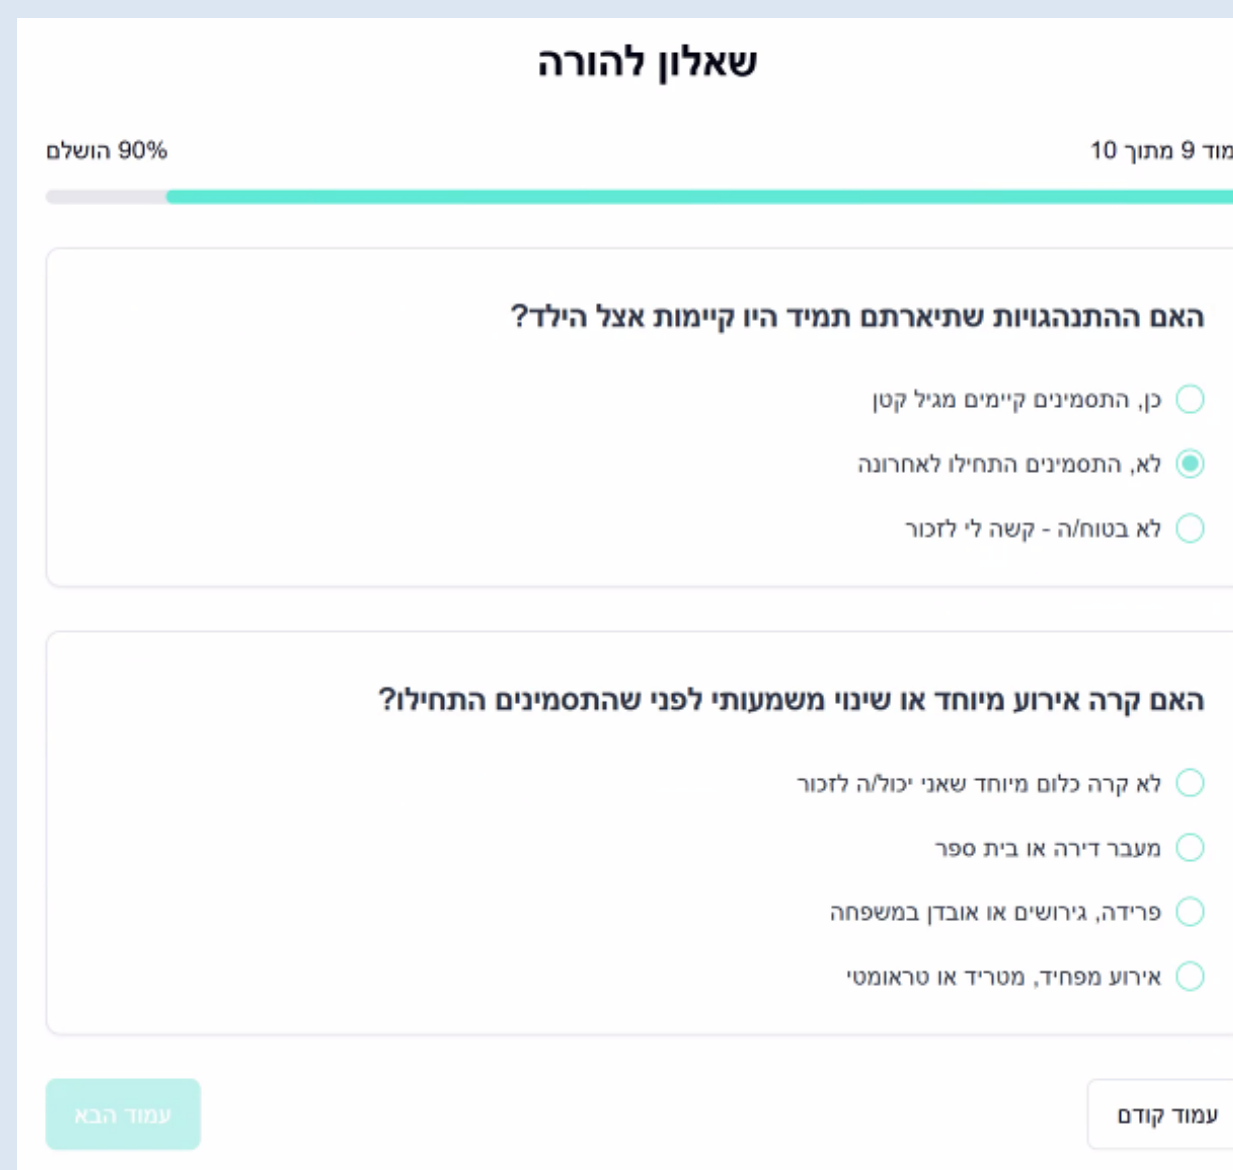 שאלון להורה
מוד 9 מתוך 10
90% הושלם
האם ההתנהגויות שתיארתם תמיד היו קיימות אצל הילד?
כן, התסמינים קיימים מגיל קטן
לא, התסמינים התחילו לאחרונה
לא בטוח/ה - קשה לי לזכור
האם קרה אירוע מיוחד או שינוי משמעותי לפני שהתסמינים התחילו?
לא קרה כלום מיוחד שאני יכול/ה לזכור
מעבר דירה או בית ספר
פרידה, גירושים או אובדן במשפחה
אירוע מפחיד, מטריד או טראומטי
עמוד קודם
עמוד הבא